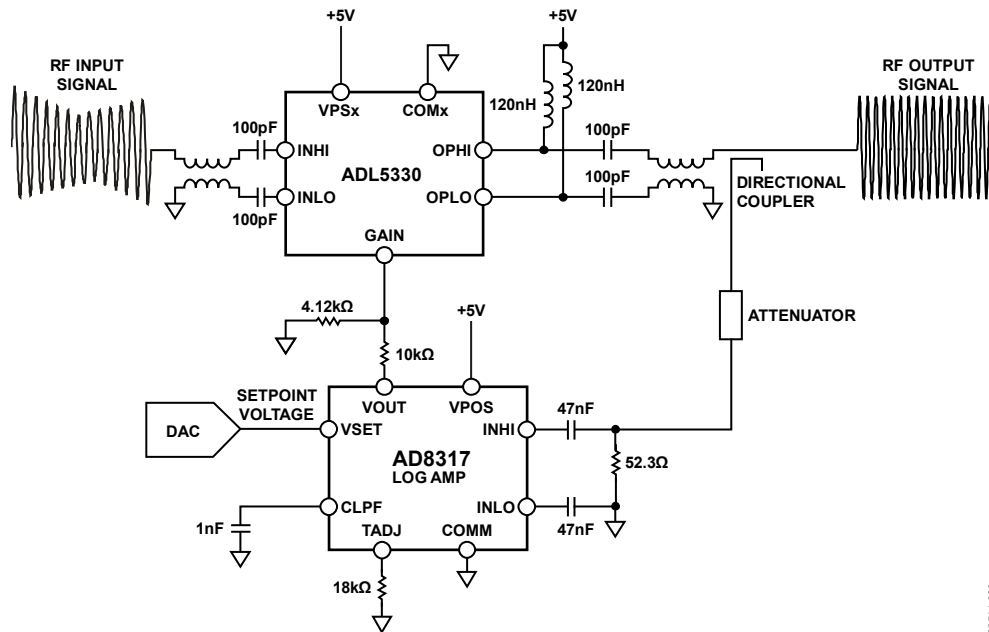 +5V
+5V
RF INPUT
SIGNAL
RF OUTPUT
SIGNAL
120nH
120nH
VPSx
COMx
100pF
INHI
OPHI
100pF
ADL5330
INLO
OPLO
100pF
100pF
DIRECTIONAL
COUPLER
GAIN
4.12kΩ
+5V
ATTENUATOR
10kΩ
SETPOINT
VOLTAGE
VOUT
VPOS
47nF
DAC
VSET
INHI
AD8317
LOG AMP
52.3Ω
CLPF
INLO
1nF
TADJ
COMM
47nF
18kΩ